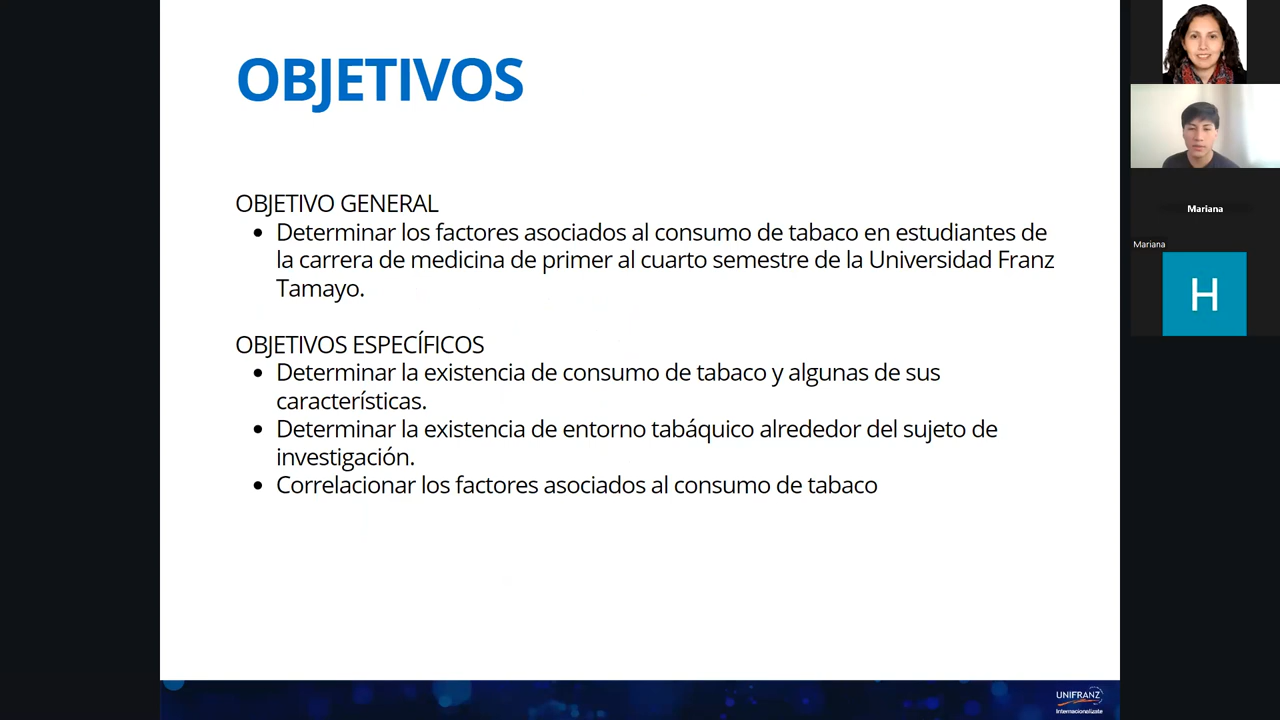 OBJETIVOS
OBJETIVO GENERAL
• Determinar los factores asociados al consumo de tabaco en estudiantes de
la carrera de medicina de primer al cuarto semestre de la Universidad Franz
Tamayo.
OBJETIVOS ESPECÍFICOS
• Determinar la existencia de consumo de tabaco y algunas de sus
características.
• Determinar la existencia de entorno tabáquico alrededor del sujeto de
investigación.
• Correlacionar los factores asociados al consumo de tabaco
UNIFRANZ
Internacionalízate
Mariana
Mariana
H